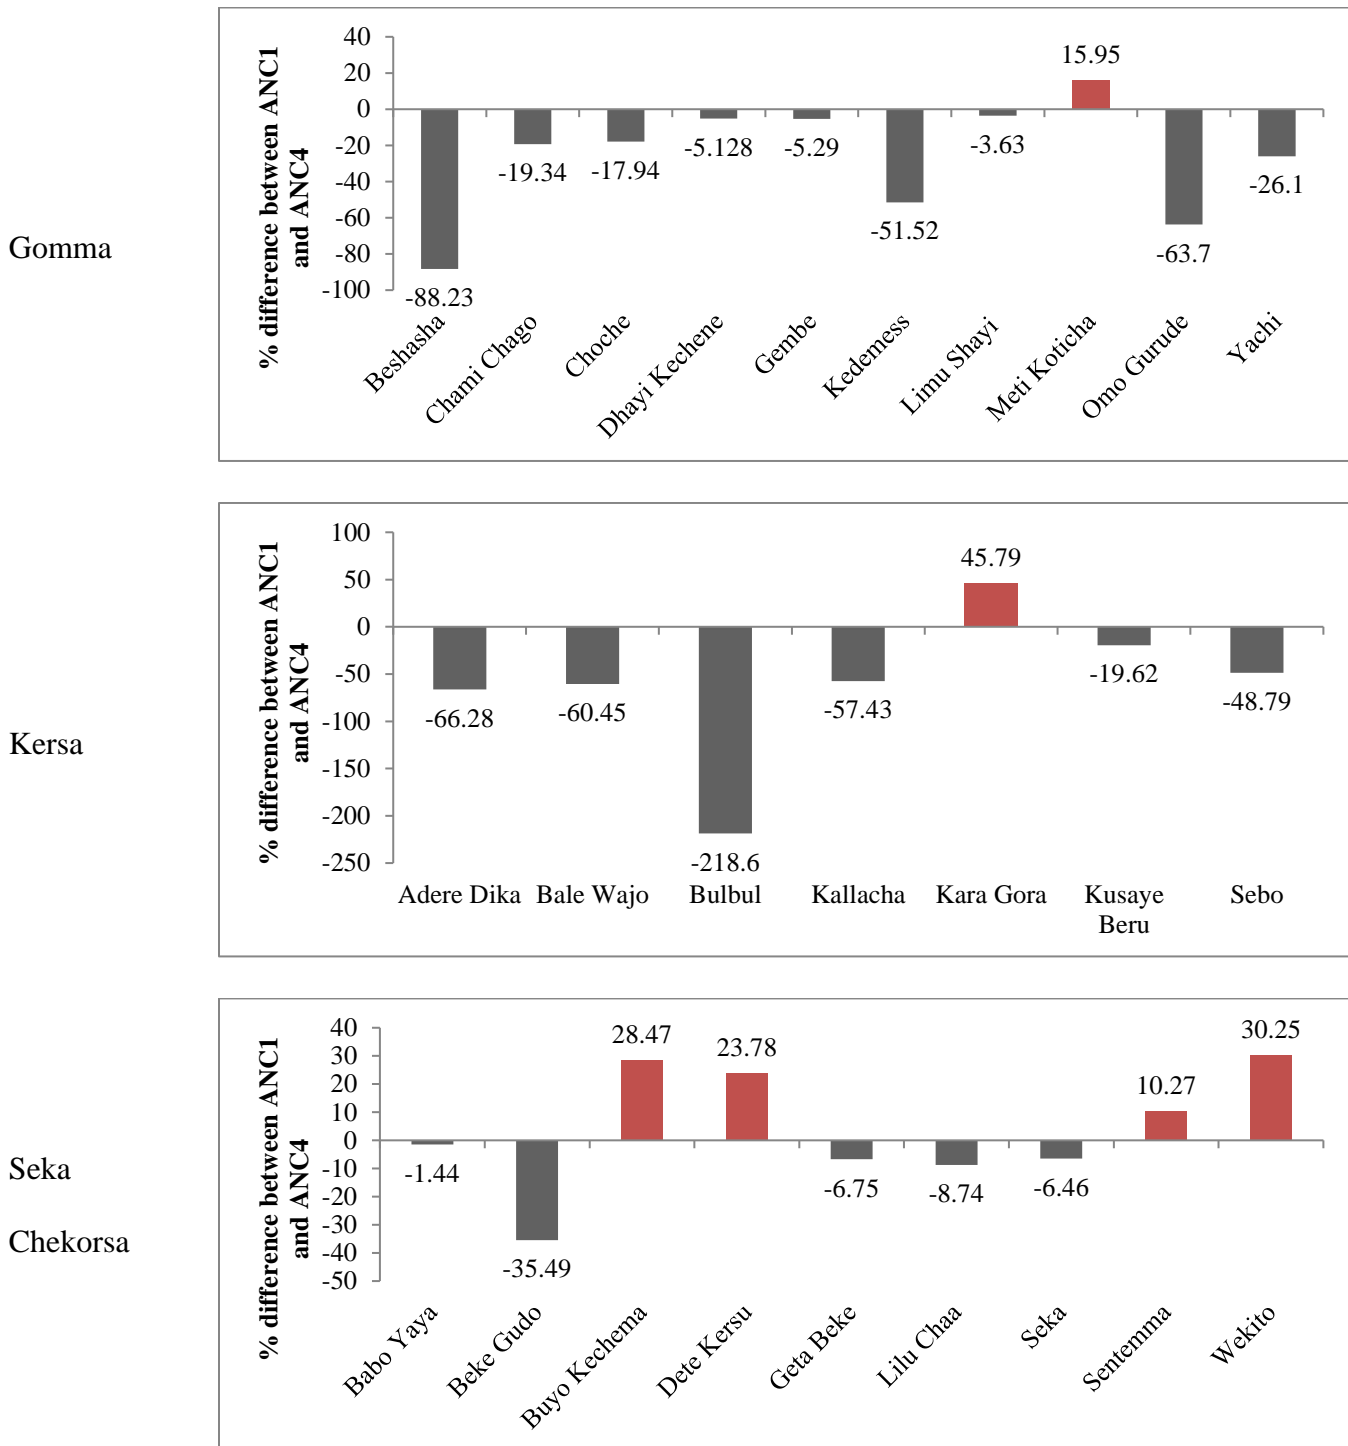 Gomma
% difference between ANC1
and ANC4
40
20
0
-20
-40
-60
-80
-100
-88.23
-19.34
-17.94
-5.128
-5.29
-51.52
-3.63
15.95
-63.7
-26.1
Beshasha
Chami Chago
Choche
Dhayi Kechene
Gembe
Kedemess
Limu Shayi
Meti Koticha
Omo Gurude
Yachi
Kersa
% difference between ANC1
and ANC4
100
50
0
-50
-100
-150
-200
-250
-66.28
-60.45
-218.6
-57.43
45.79
-19.62
-48.79
Adere Dika
Bale Wajo
Bulbul
Kallacha
Kara Gora
Kusaye
Beru
Sebo
Seka
Chekorsa
% difference between ANC1
and ANC4
40
30
20
10
0
-10
-20
-30
-40
-50
-1.44
-35.49
28.47
23.78
-6.75
-8.74
-6.46
10.27
30.25
Babo Yaya
Beke Gudo
Buyo Kechema
Dete Kersu
Geta Beke
Lilu Chaa
Seka
Sentemma
Wekito